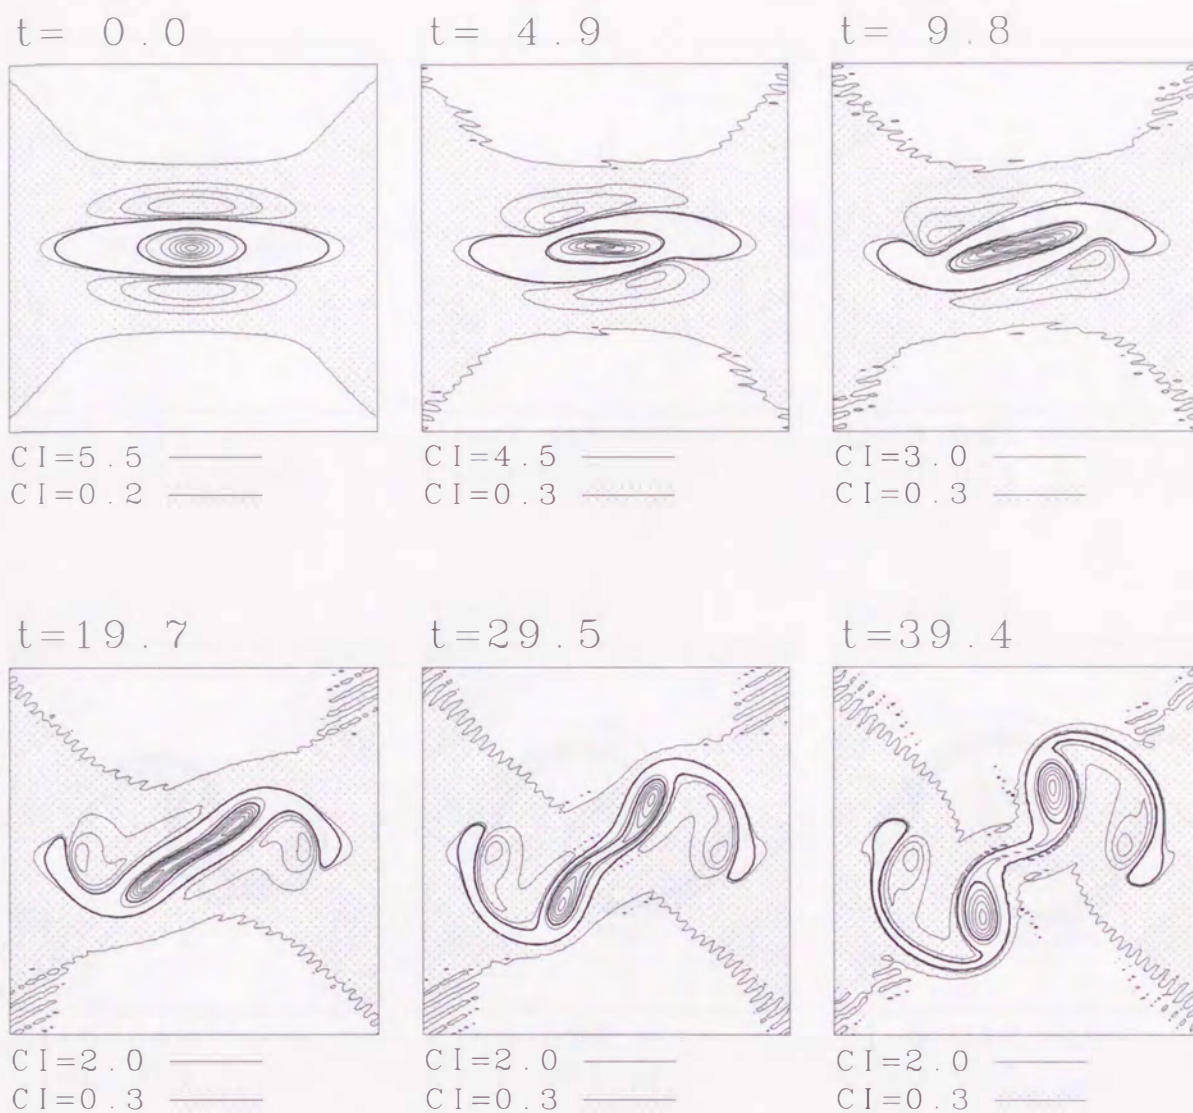 t= 0.0
t= 4.9
t= 9.8
CI=5.5
CI=0.2
CI=4.5
CI=0.3
CI=3.0
CI=0.3
t=19.7
t=29.5
t=39.4
CI=2.0
CI=0.3
CI=2.0
CI=0.3
CI=2.0
CI=0.3